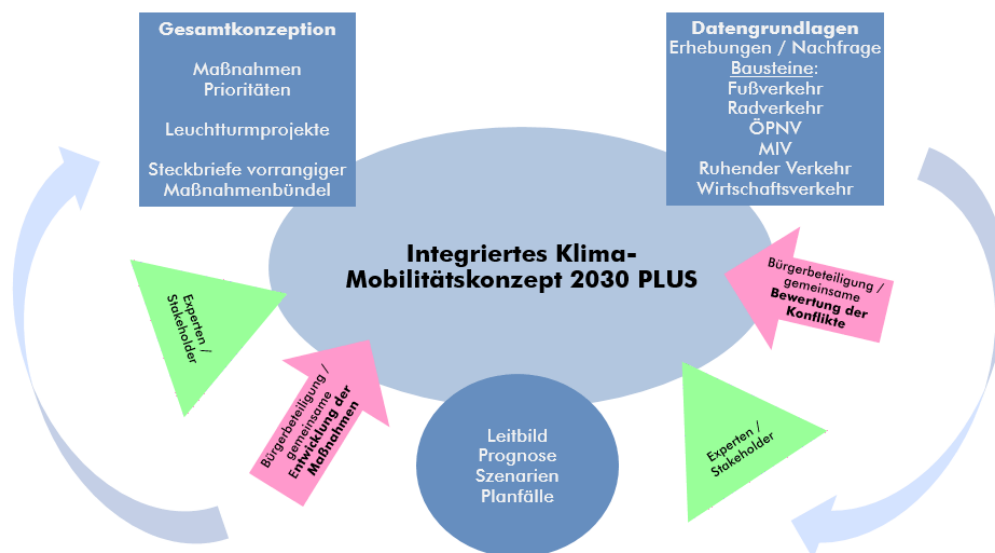 Gesamtkonzeption
Maßnahmen
Prioritäten
Leuchtturmprojekte
Steckbriefe vorrangiger
Maßnahmenbündel
Datengrundlagen
Erhebungen / Nachfrage
Bausteine:
Fußverkehr
Radverkehr
ÖPNV
MIV
Ruhender Verkehr
Wirtschaftsverkehr
Integriertes Klima-
Mobilitätskonzept 2030 PLUS
Bürgerbeteiligung /
gemeinsame
Bewertung der
Konflikte
Experten /
Stakeholder
Bürgerbeteiligung /
gemeinsame
Entwicklung der
Maßnahmen
Leitbild
Prognose
Szenarien
Planfälle
Experten /
Stakeholder